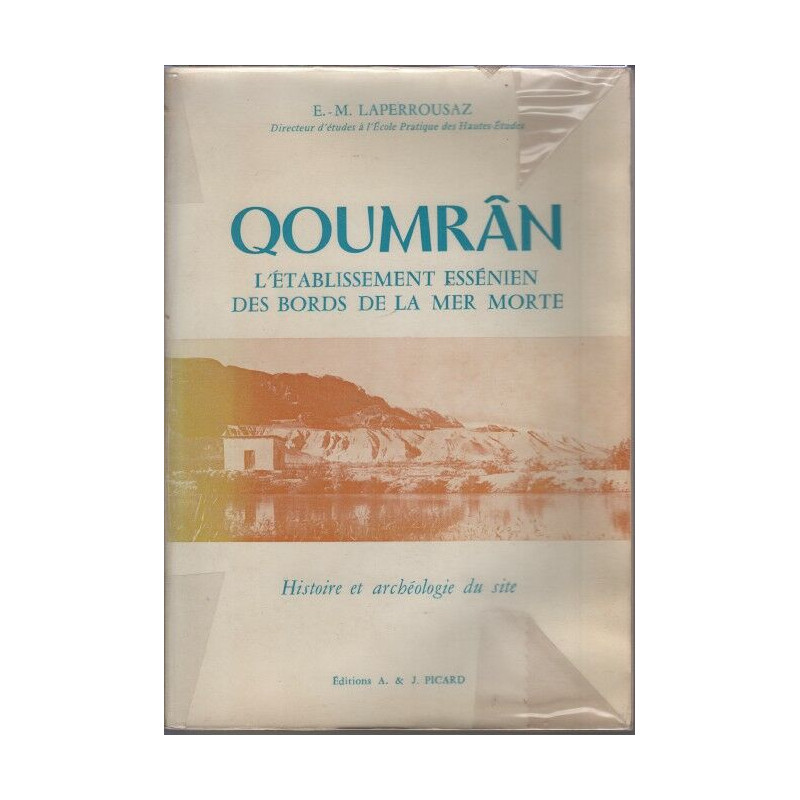 E.-M. LAPERROUSAZ
Directeur d'études à l'École Pratique des Hautes-Études
QOUMRÂN
L'ÉTABLISSEMENT ESSÉNIEN
DES BORDS DE LA MER MORTE
Histoire et archéologie du site
Éditions A. & J. PICARD